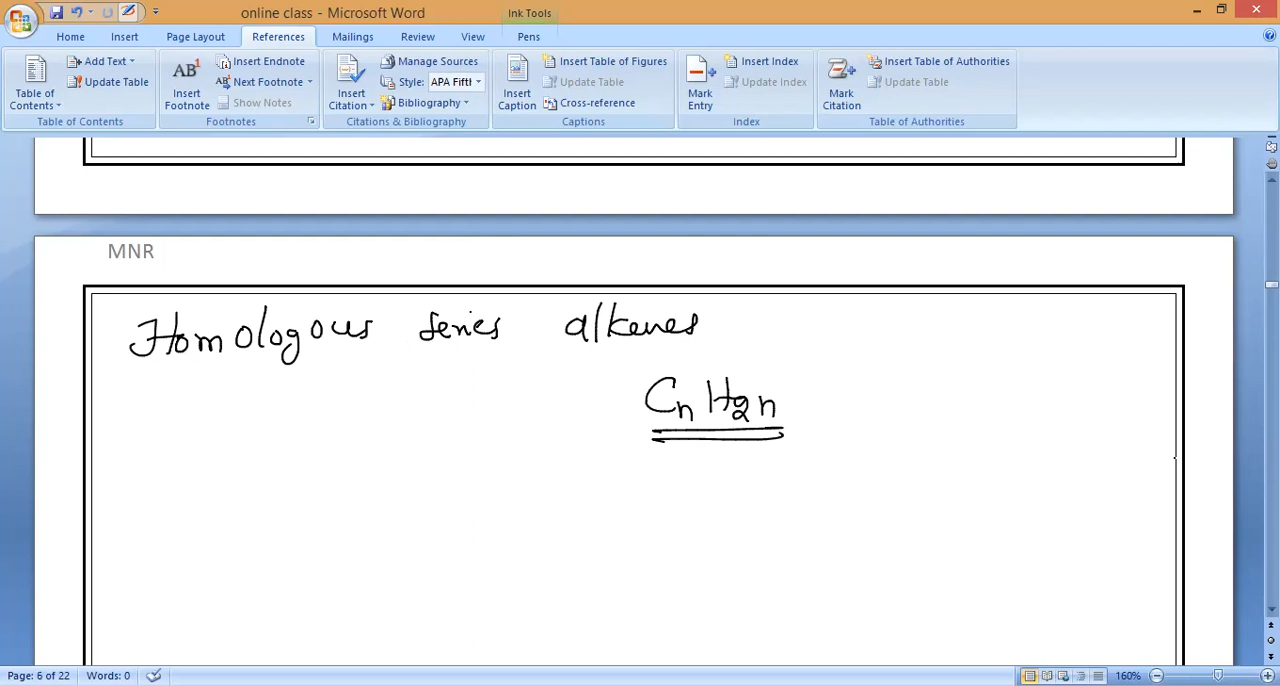 online class - Microsoft Word
Ink Tools
Home Insert Page Layout References Mailings Review View Pens
Table of Contents
Add Text
Update Table
Table of Contents
AB1
Insert Footnote
Insert Endnote
Next Footnote
Show Notes
Footnotes
Insert Citation
Manage Sources
Style: APA Fifth
Bibliography
Citations & Bibliography
Insert Caption
Insert Table of Figures
Update Table
Cross-reference
Captions
Mark Entry
Insert Index
Update Index
Index
Mark Citation
Insert Table of Authorities
Update Table
Table of Authorities
MNR
Homologous series alkenes
CnH2n
Page: 6 of 22 Words: 0 160%